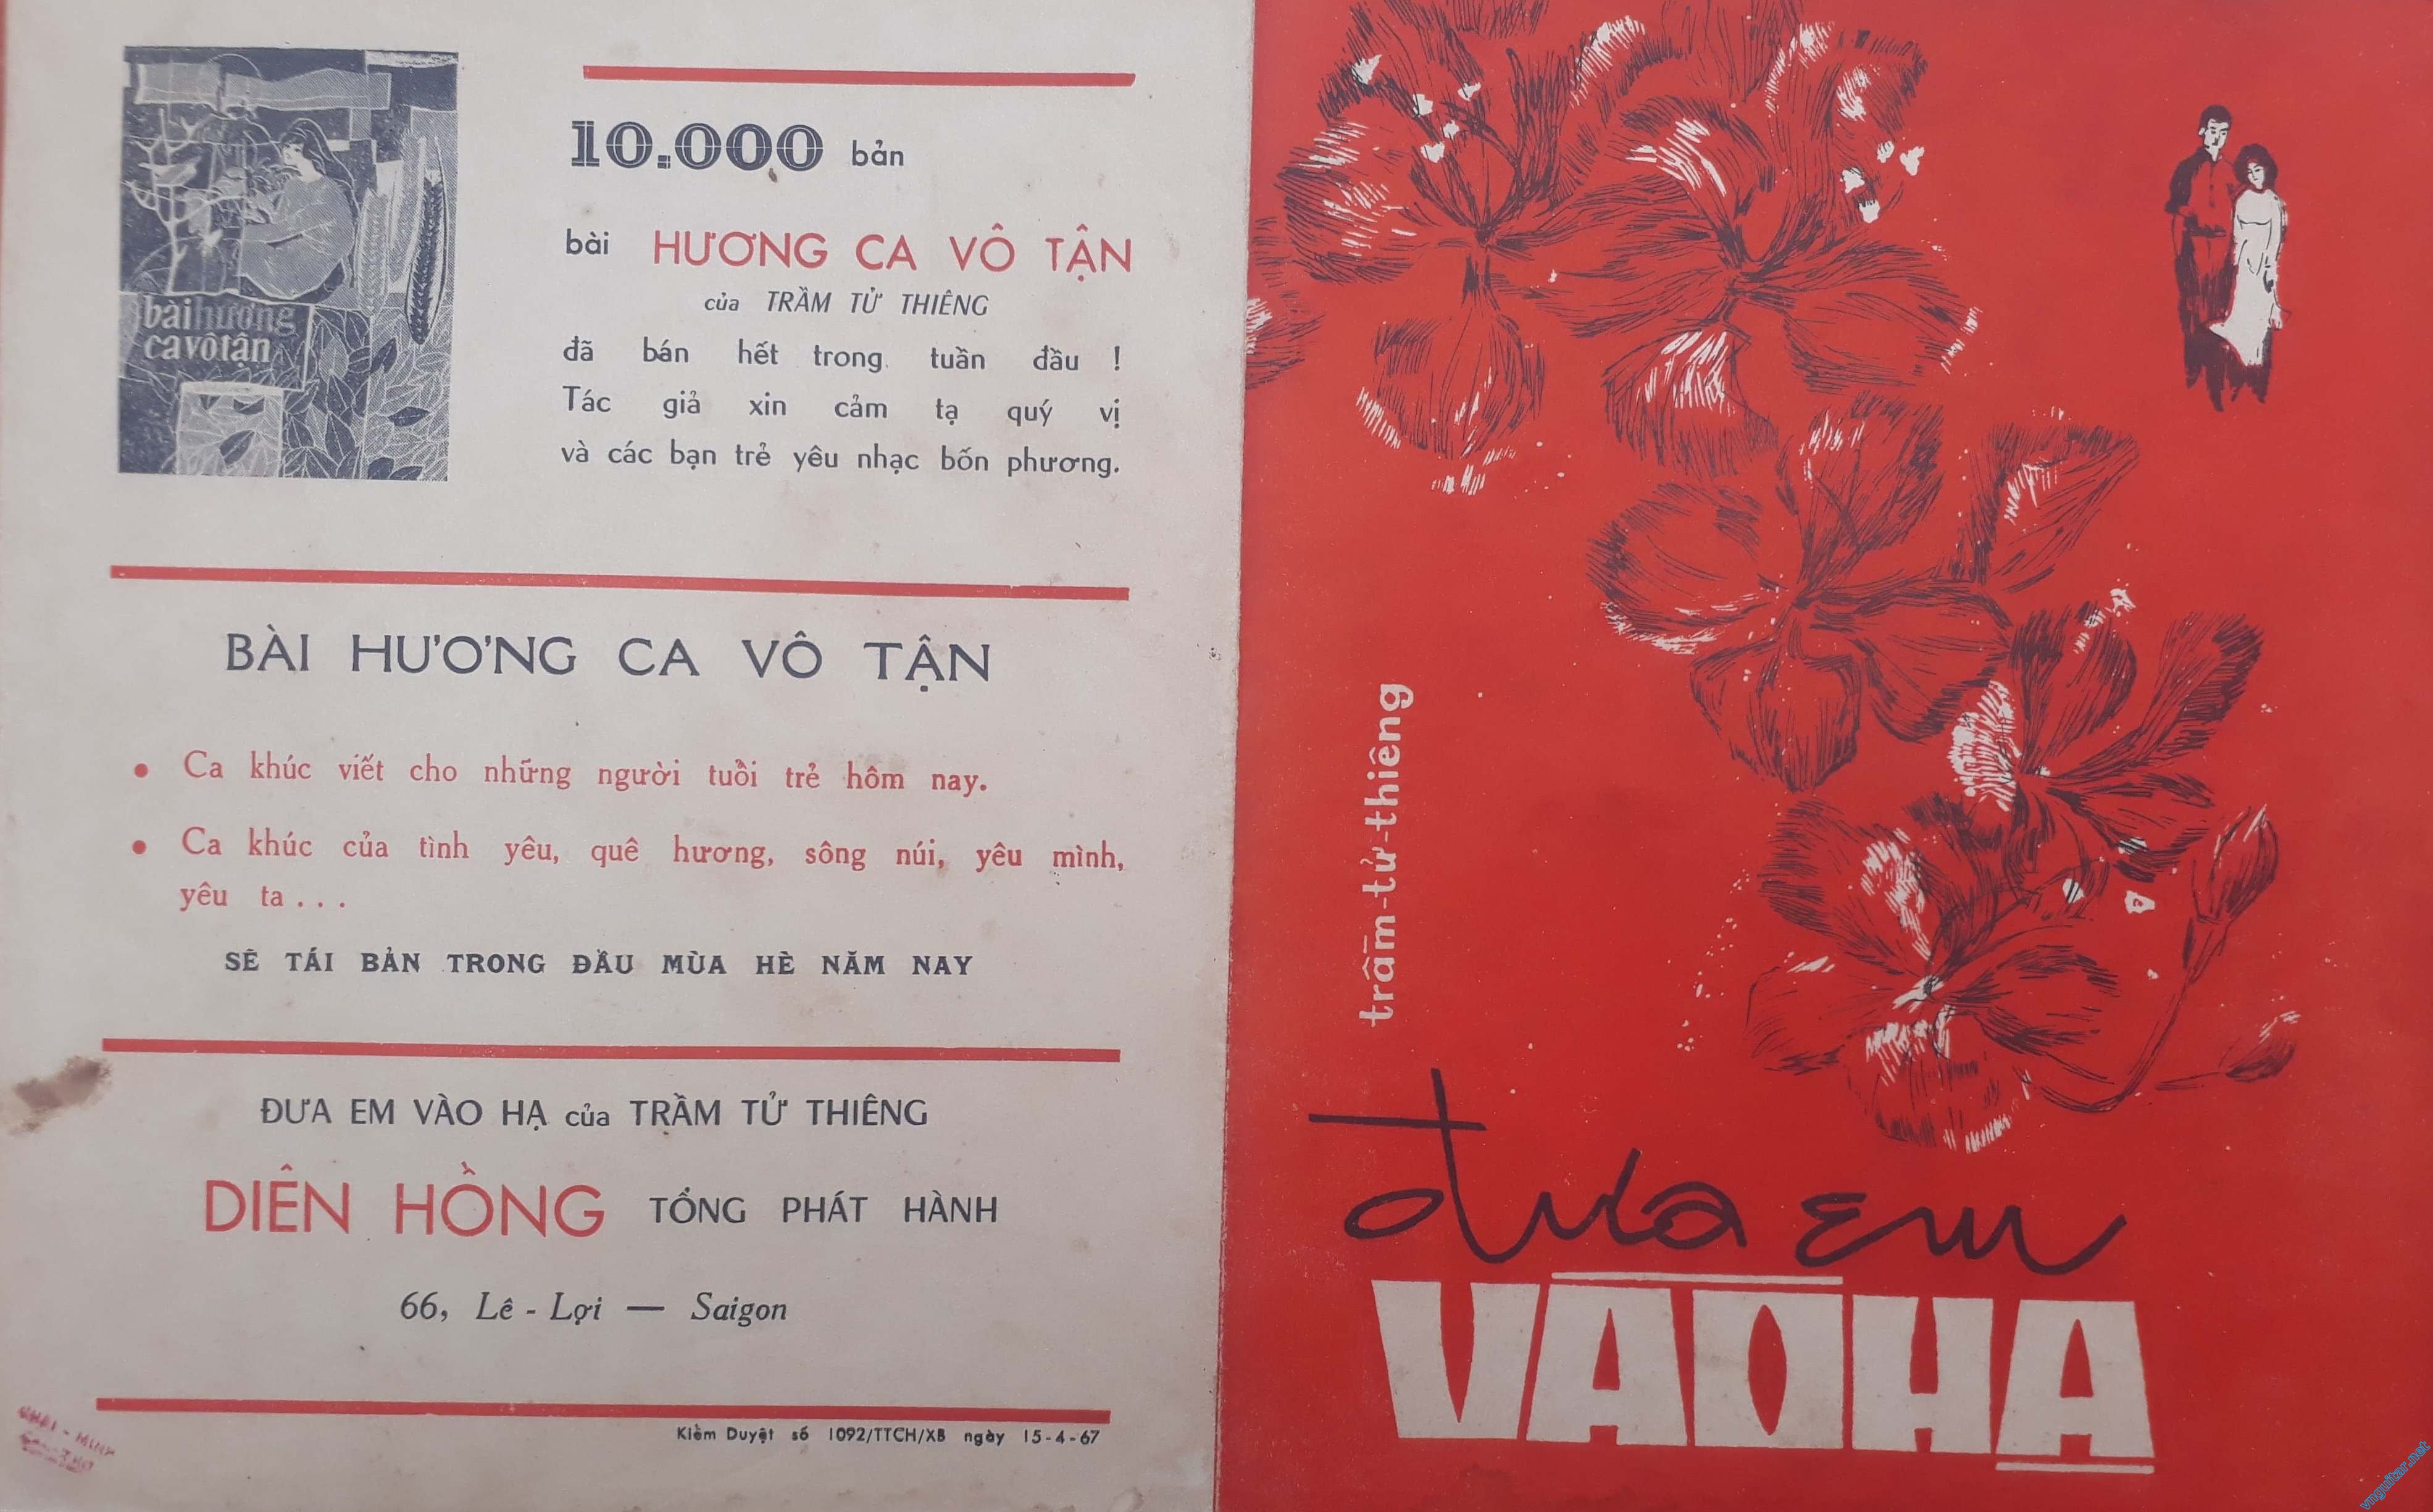 bài hương
ca vô tận
10.000 bản
bài HƯƠNG CA VÔ TẬN
của TRẦM TỬ THIÊNG
đã bán hết trong tuần đầu !
Tác giả xin cảm tạ quý vị
và các bạn trẻ yêu nhạc bốn phương.
BÀI HƯƠNG CA VÔ TẬN
• Ca khúc viết cho những người tuổi trẻ hôm nay.
• Ca khúc của tình yêu, quê hương, sông núi, yêu mình,
yêu ta . . .
SẼ TÁI BẢN TRONG ĐẦU MÙA HÈ NĂM NAY
ĐƯA EM VÀO HẠ của TRẦM TỬ THIÊNG
DIÊN HỒNG TỔNG PHÁT HÀNH
66, Lê - Lợi — Saigon
Kiểm Duyệt số 1092/TTCH/XB ngày 15-4-67
trầm-tử-thiêng
đưa em
VAOHA
vnguitar.net